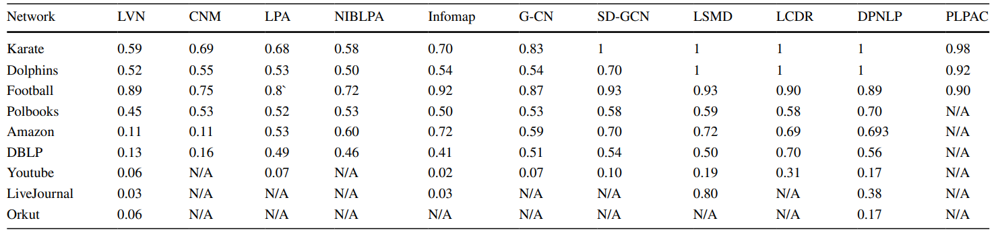 Network LVN CNM LPA NIBLPA Infomap G-CN SD-GCN LSMD LCDR DPNLP PLPAC
Karate 0.59 0.69 0.68 0.58 0.70 0.83 1 1 1 1 0.98
Dolphins 0.52 0.55 0.53 0.50 0.54 0.54 0.70 1 1 1 0.92
Football 0.89 0.75 0.8` 0.72 0.92 0.87 0.93 0.93 0.90 0.89 0.90
Polbooks 0.45 0.53 0.52 0.53 0.50 0.53 0.58 0.59 0.58 0.70 N/A
Amazon 0.11 0.11 0.53 0.60 0.72 0.59 0.70 0.72 0.69 0.693 N/A
DBLP 0.13 0.16 0.49 0.46 0.41 0.51 0.54 0.50 0.70 0.56 N/A
Youtube 0.06 N/A 0.07 N/A 0.02 0.07 0.10 0.19 0.31 0.17 N/A
LiveJournal 0.03 N/A N/A N/A 0.03 N/A N/A 0.80 N/A 0.38 N/A
Orkut 0.06 N/A N/A N/A N/A N/A N/A N/A N/A 0.17 N/A